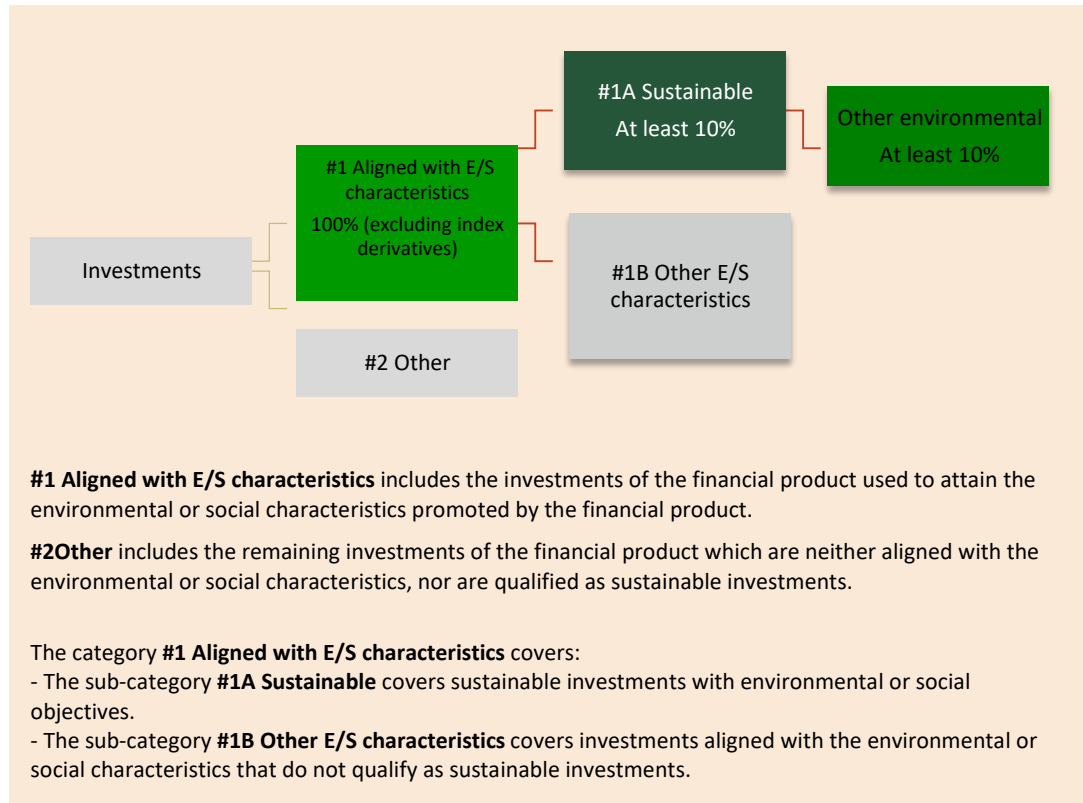 #1A Sustainable
At least 10%
Other environmental
At least 10%
#1 Aligned with E/S
characteristics
100% (excluding index
derivatives)
Investments
#1B Other E/S
characteristics
#2 Other
#1 Aligned with E/S characteristics includes the investments of the financial product used to attain the
environmental or social characteristics promoted by the financial product.
#2Other includes the remaining investments of the financial product which are neither aligned with the
environmental or social characteristics, nor are qualified as sustainable investments.
The category #1 Aligned with E/S characteristics covers:
- The sub-category #1A Sustainable covers sustainable investments with environmental or social
objectives.
- The sub-category #1B Other E/S characteristics covers investments aligned with the environmental or
social characteristics that do not qualify as sustainable investments.